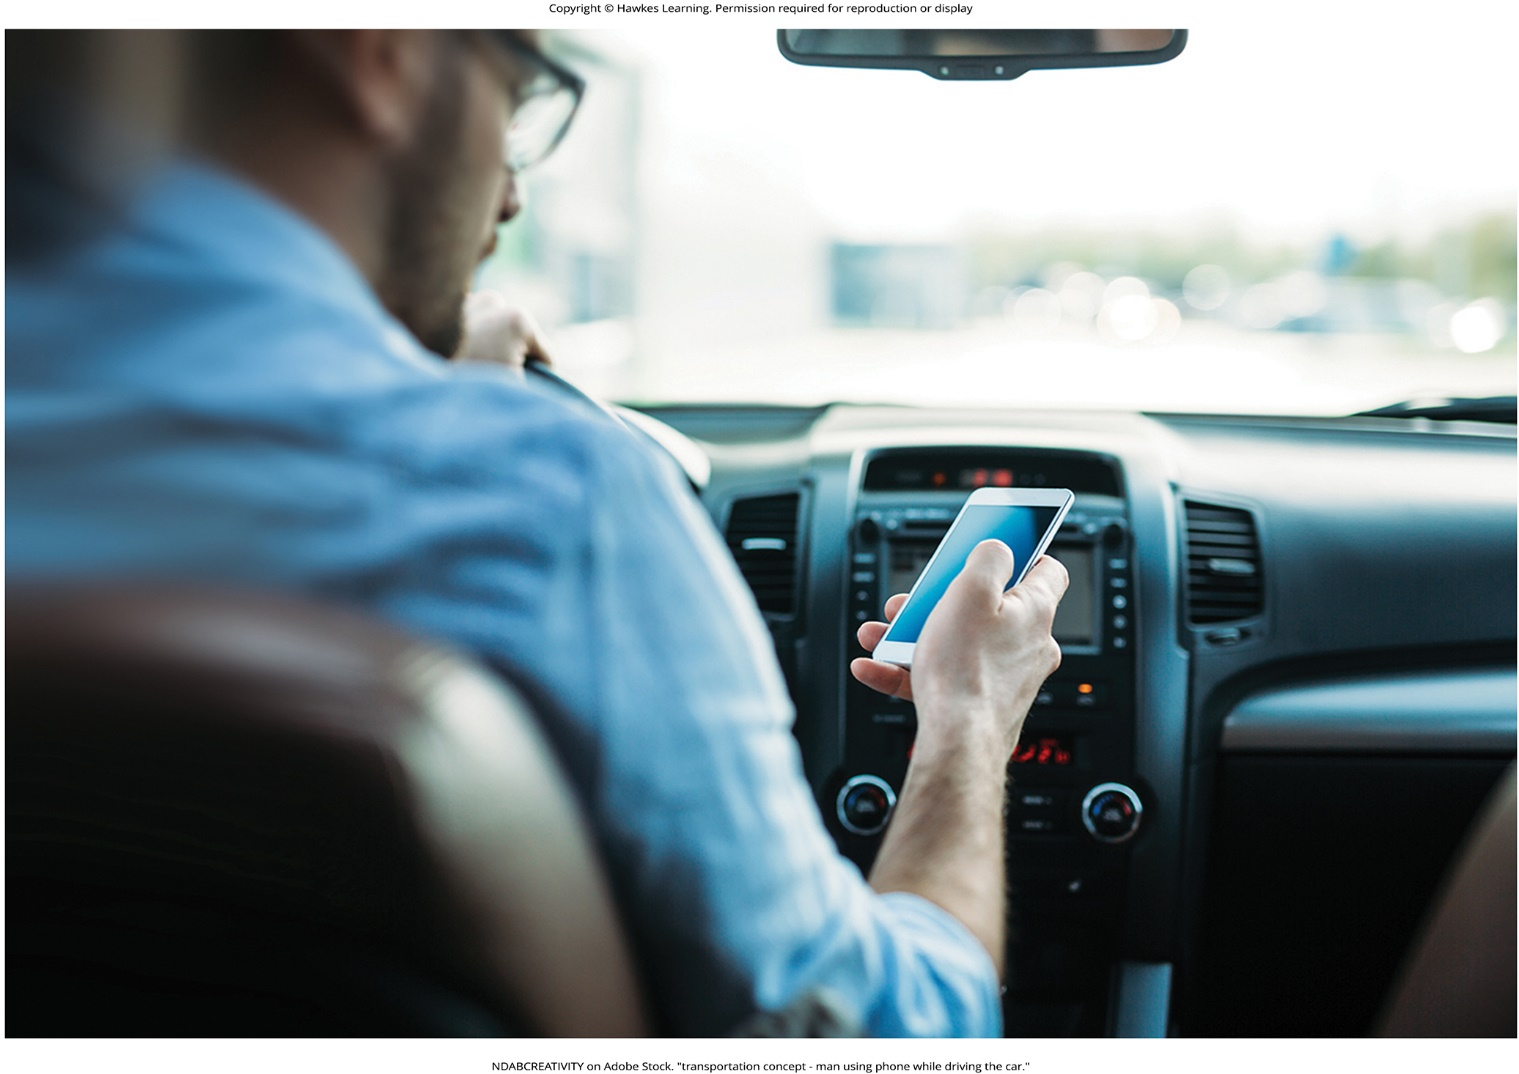 Copyright © Hawkes Learning. Permission required for reproduction or display
NDABCREATIVITY on Adobe Stock. "transportation concept - man using phone while driving the car."